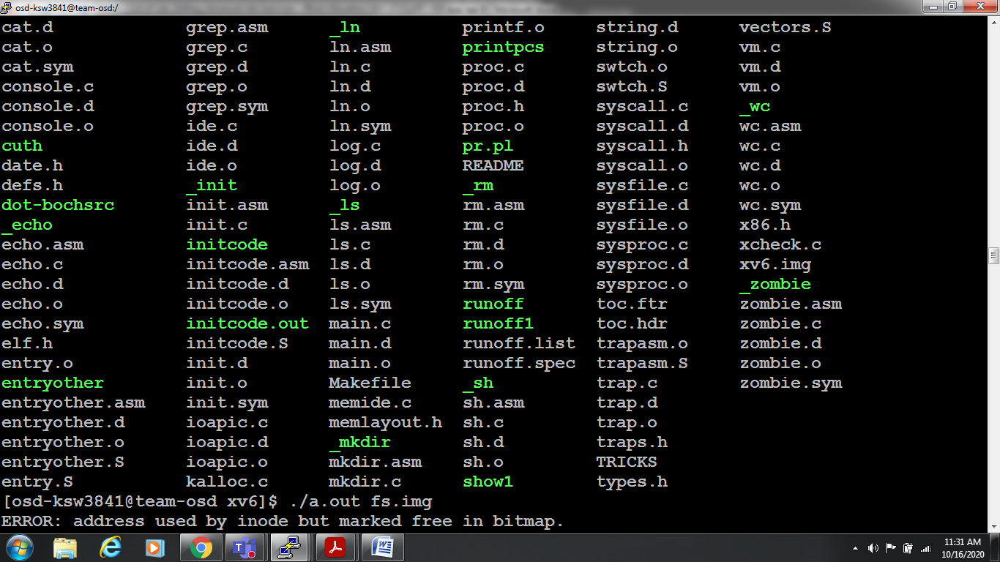 osd-ksw3841@team-osd:/
cat.d grep.asm _ln printf.o string.d vectors.S
cat.o grep.c ln.asm printpcs string.o vm.c
cat.sym grep.d ln.c proc.c swtch.o vm.d
console.c grep.o ln.d proc.d swtch.S vm.o
console.d grep.sym ln.o proc.h syscall.c _wc
console.o ide.c ln.sym proc.o syscall.d wc.asm
cuth ide.d log.c pr.pl syscall.h wc.c
date.h ide.o log.d README syscall.o wc.d
defs.h _init log.o _rm sysfile.c wc.o
dot-bochsrc init.asm _ls rm.asm sysfile.d wc.sym
_echo init.c ls.asm rm.c sysfile.o x86.h
echo.asm initcode ls.c rm.d sysproc.c xcheck.c
echo.c initcode.asm ls.d rm.o sysproc.d xv6.img
echo.d initcode.d ls.o rm.sym sysproc.o _zombie
echo.o initcode.o ls.sym runoff toc.ftr zombie.asm
echo.sym initcode.out main.c runoff1 toc.hdr zombie.c
elf.h initcode.S main.d runoff.list trapasm.o zombie.d
entry.o init.d main.o runoff.spec trapasm.S zombie.o
entryother init.o Makefile _sh trap.c zombie.sym
entryother.asm init.sym memide.c sh.asm trap.d
entryother.d ioapic.c memlayout.h sh.c trap.o
entryother.o ioapic.d _mkdir sh.d traps.h
entryother.S ioapic.o mkdir.asm sh.o TRICKS
entry.S kalloc.c mkdir.c show1 types.h
[osd-ksw3841@team-osd xv6]$ ./a.out fs.img
ERROR: address used by inode but marked free in bitmap.
11:31 AM
10/16/2020